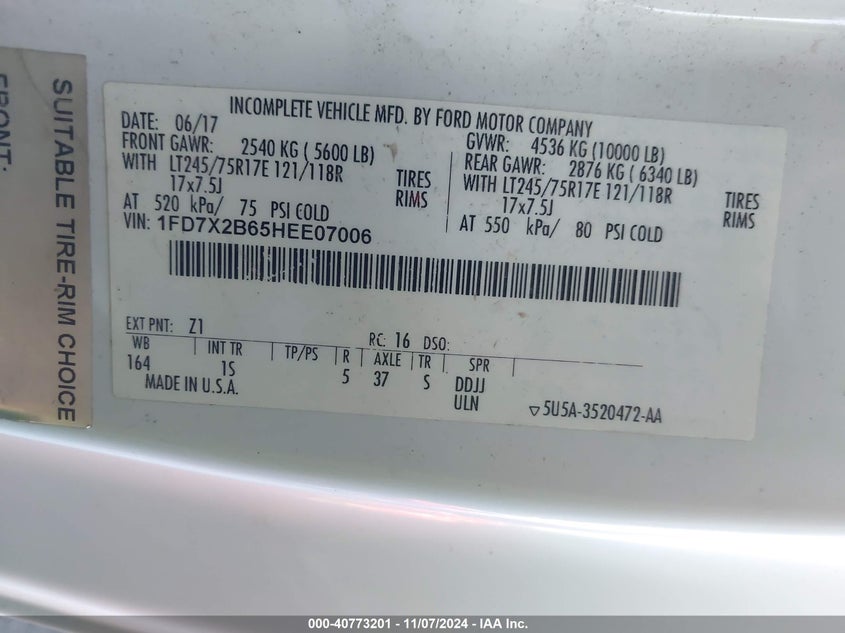 FRONT:
SUITABLE TIRE-RIM CHOICE
INCOMPLETE VEHICLE MFD. BY FORD MOTOR COMPANY
DATE: 06/17 GVWR: 4536 KG (10000 LB)
FRONT GAWR: 2540 KG ( 5600 LB) REAR GAWR: 2876 KG ( 6340 LB)
WITH LT245/75R17E 121/118R TIRES WITH LT245/75R17E 121/118R TIRES
17x7.5J RIMS 17x7.5J RIMS
AT 520 kPa/ 75 PSI COLD AT 550 kPa/ 80 PSI COLD
VIN: 1FD7X2B65HEE07006
EXT PNT: Z1 RC: 16 DSO:
WB INT TR TP/PS R AXLE TR SPR
164 1S 5 37 S DDJJ
MADE IN U.S.A. ULN
▽5U5A-3520472-AA
000-40773201 - 11/07/2024 - IAA Inc.